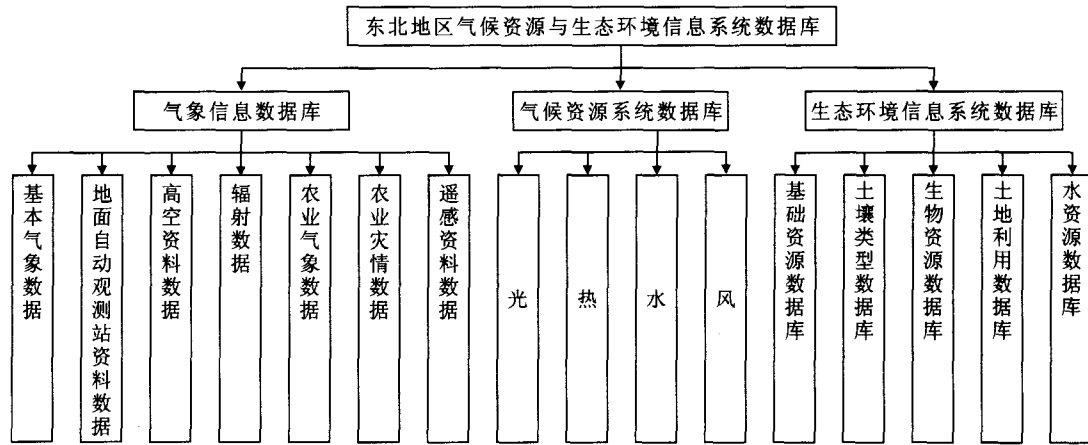 东北地区气候资源与生态环境信息系统数据库
气象信息数据库
气候资源系统数据库
生态环境信息系统数据库
基本气象数据
地面自动观测站资料数据
高空资料数据
辐射数据
农业气象数据
农业灾情数据
遥感资料数据
光
热
水
风
基础资源数据库
土壤类型数据库
生物资源数据库
土地利用数据库
水资源数据库